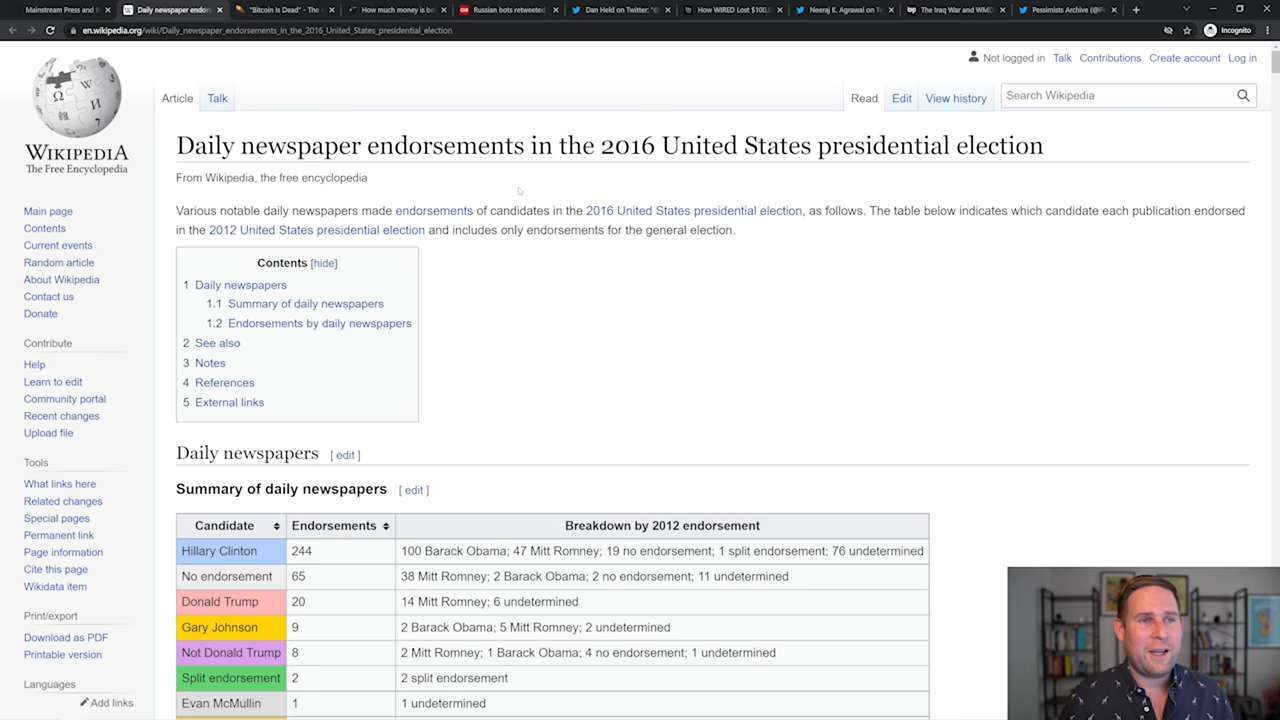 Mainstream Press and
Daily newspaper endors
"Bitcoin Is Dead" - The
How much money is be
Russian bots retweeted
Dan Held on Twitter: "
How WIRED Lost $100,
Neeraj K. Agrawal on T
The Iraq War and WMD
Pessimists Archive (@P
en.wikipedia.org/wiki/Daily_newspaper_endorsements_in_the_2016_United_States_presidential_election
Incognito
Not logged in Talk Contributions Create account Log in
Article Talk Read Edit View history Search Wikipedia
WIKIPEDIA
The Free Encyclopedia
Main page
Contents
Current events
Random article
About Wikipedia
Contact us
Donate
Contribute
Help
Learn to edit
Community portal
Recent changes
Upload file
Tools
What links here
Related changes
Special pages
Permanent link
Page information
Cite this page
Wikidata item
Print/export
Download as PDF
Printable version
Languages
Add links
Daily newspaper endorsements in the 2016 United States presidential election
From Wikipedia, the free encyclopedia
Various notable daily newspapers made endorsements of candidates in the 2016 United States presidential election, as follows. The table below indicates which candidate each publication endorsed
in the 2012 United States presidential election and includes only endorsements for the general election.
Contents [hide]
1 Daily newspapers
1.1 Summary of daily newspapers
1.2 Endorsements by daily newspapers
2 See also
3 Notes
4 References
5 External links
Daily newspapers [ edit ]
Summary of daily newspapers [ edit ]
Candidate Endorsements Breakdown by 2012 endorsement
Hillary Clinton 244 100 Barack Obama; 47 Mitt Romney; 19 no endorsement; 1 split endorsement; 76 undetermined
No endorsement 65 38 Mitt Romney; 2 Barack Obama; 2 no endorsement; 11 undetermined
Donald Trump 20 14 Mitt Romney; 6 undetermined
Gary Johnson 9 2 Barack Obama; 5 Mitt Romney; 2 undetermined
Not Donald Trump 8 2 Mitt Romney; 1 Barack Obama; 4 no endorsement; 1 undetermined
Split endorsement 2 2 split endorsement
Evan McMullin 1 1 undetermined